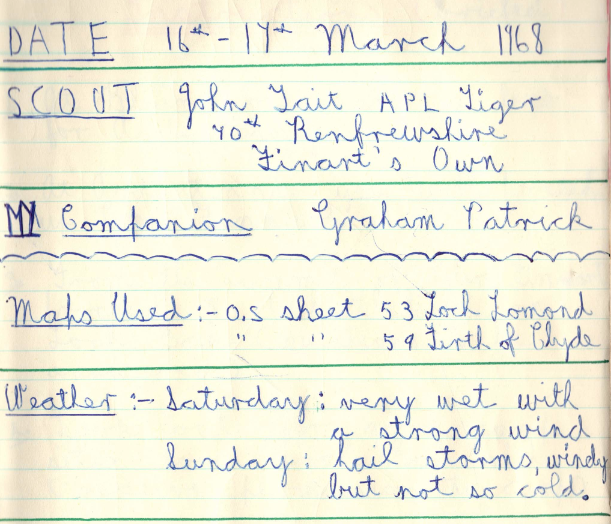 DATE 16th - 17th March 1968
SCOUT John Tait APL Tiger
70th Renfrewshire
Finart's Own
MY Companion Graham Patrick
Maps Used :- O.S sheet 53 Loch Lomond
" " 59 Firth of Clyde
Weather :- Saturday: very wet with
a strong wind
Sunday: hail storms, windy
but not so cold.